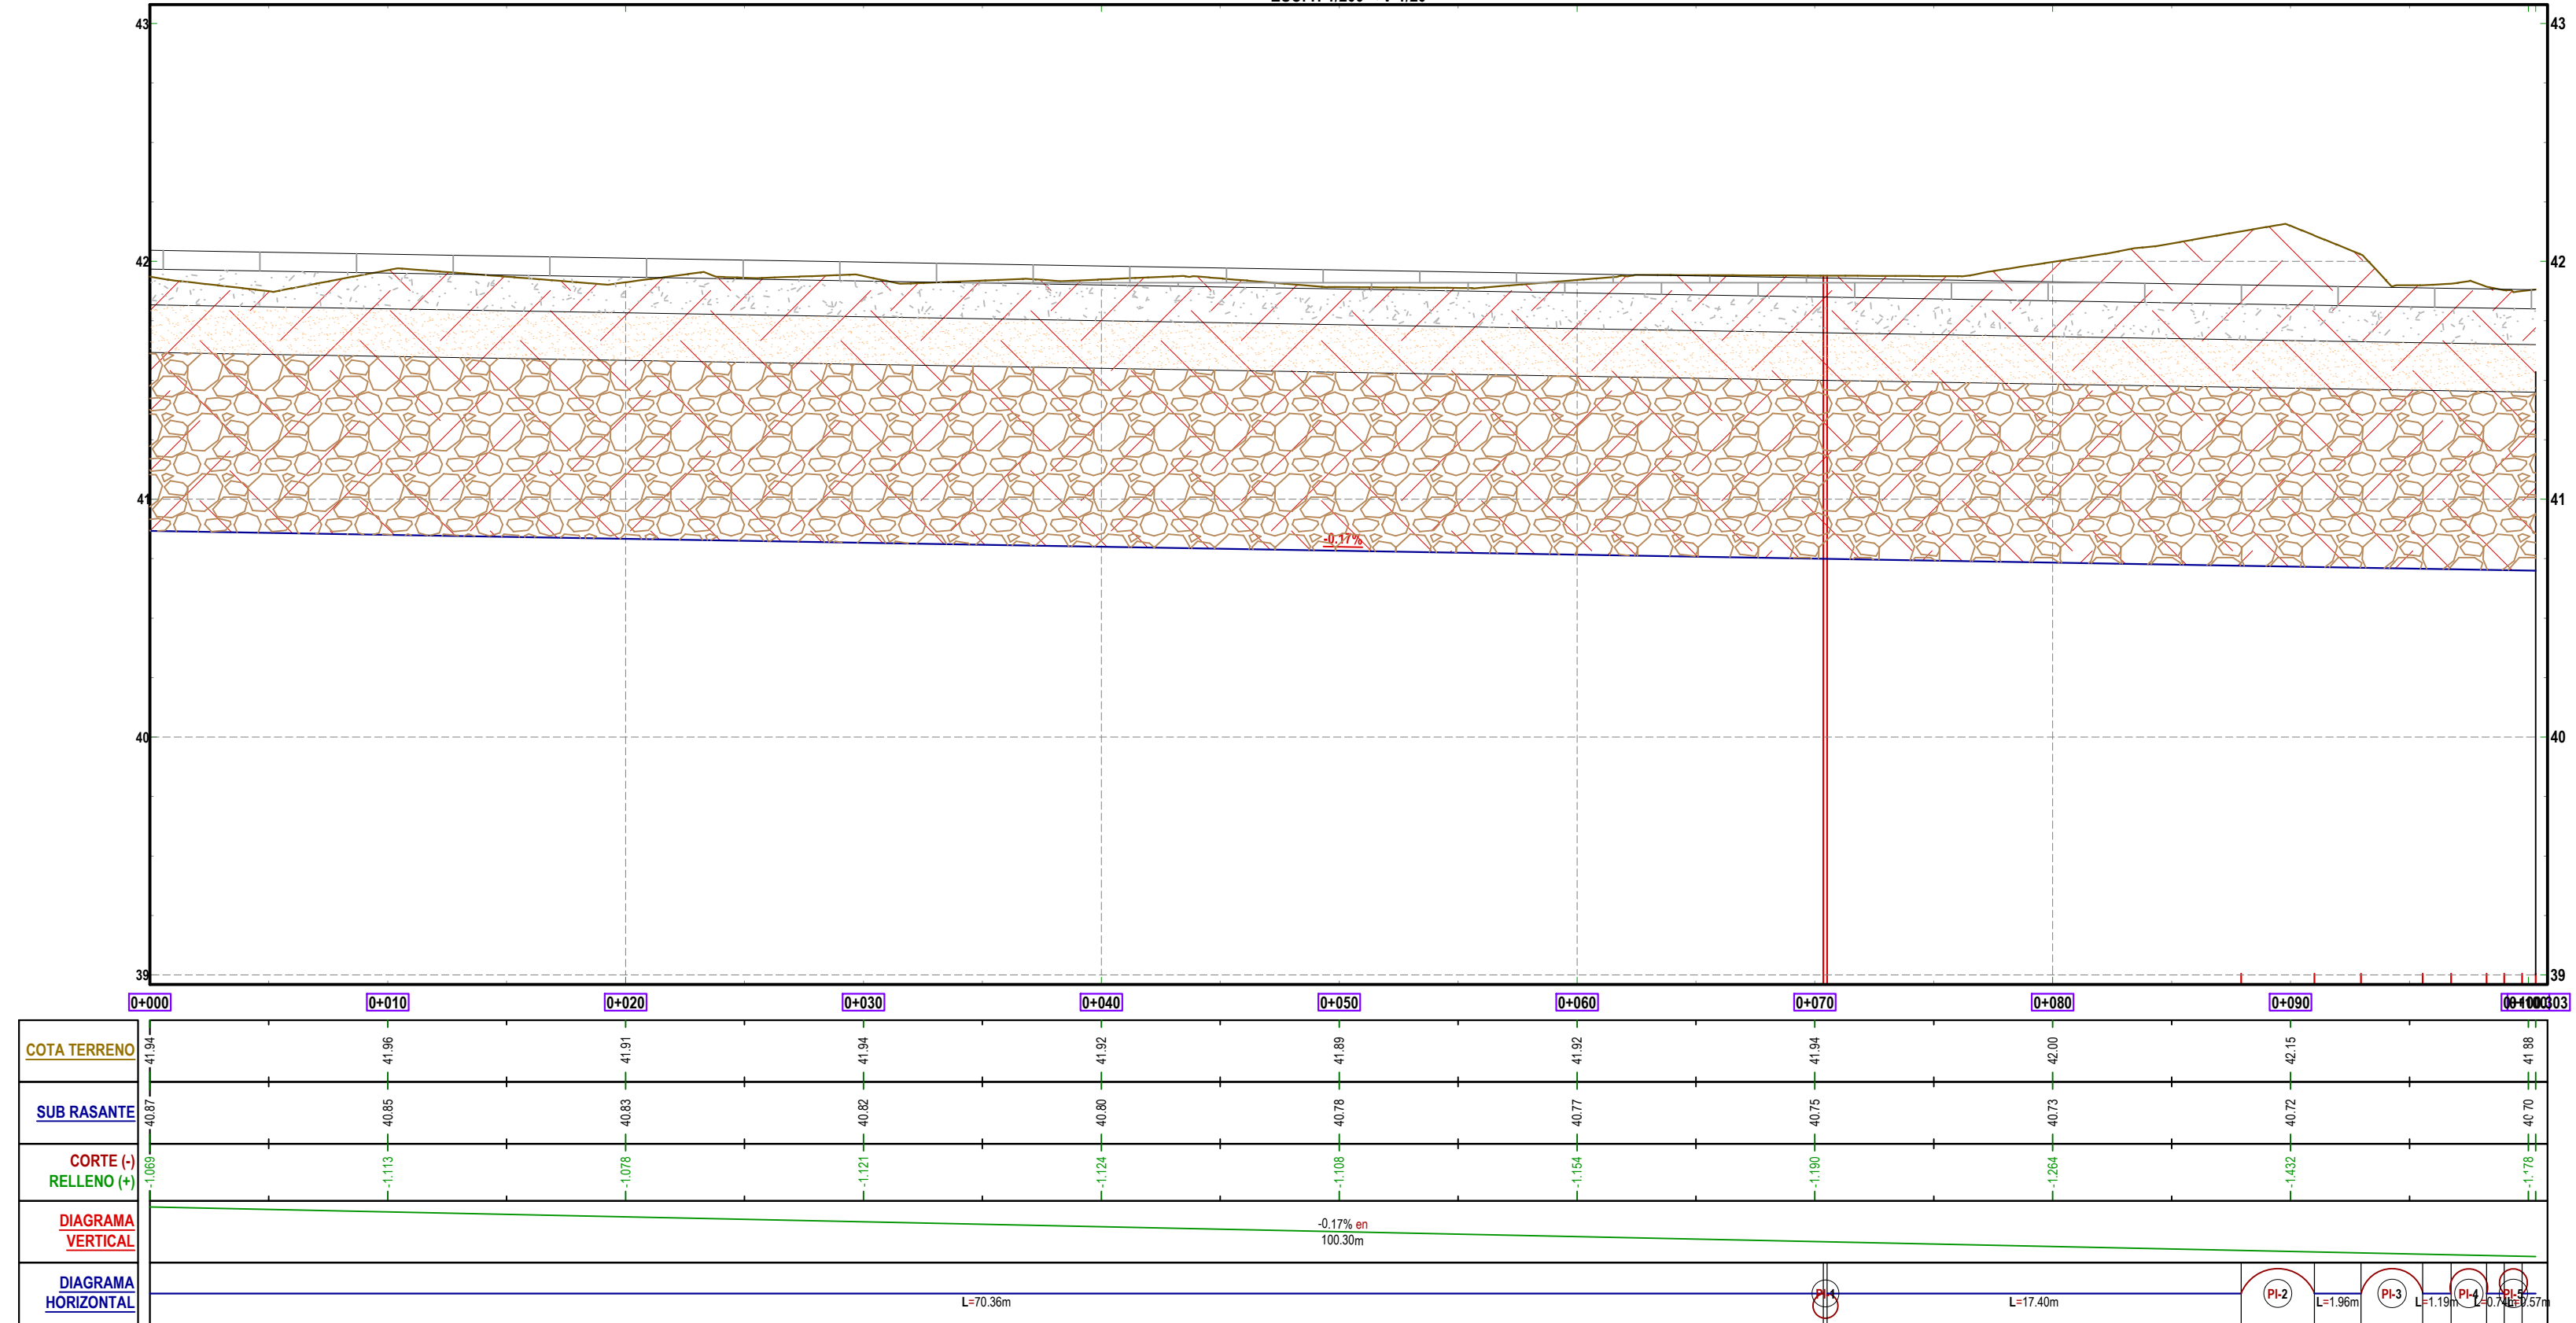 43 43
42 42
41 41
-0.17%
40 40
39 39
0+000 0+010 0+020 0+030 0+040 0+050 0+060 0+070 0+080 0+090
COTA TERRENO 41.94 41.96 41.91 41.94 41.92 41.89 41.92 41.94 42.00 42.15 41.88
SUB RASANTE 40.87 40.85 40.83 40.82 40.80 40.78 40.77 40.75 40.73 40.72 40.70
CORTE (-)
RELLENO (+)
-1.069 -1.113 -1.078 -1.121 -1.124 -1.108 -1.154 -1.190 -1.264 -1.432 -1.178
DIAGRAMA
VERTICAL
-0.17% en
100.30m
DIAGRAMA
HORIZONTAL
L=70.36m PI-1 L=17.40m PI-2 L=1.96m PI-3 L=1.19m PI-4 PI-5